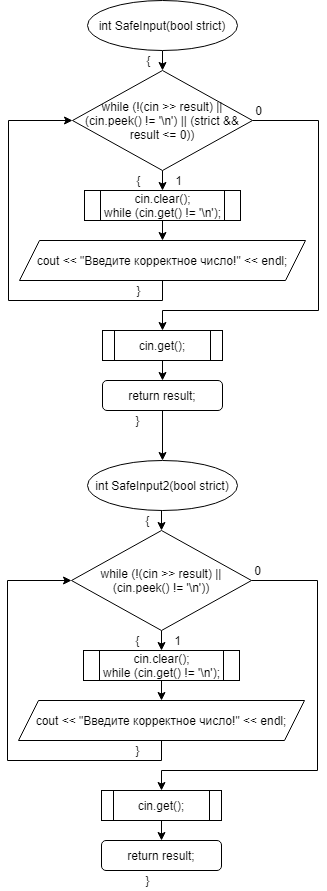 int SafeInput(bool strict)
{
while (!(cin >> result) ||
(cin.peek() != '\n') || (strict &&
result <= 0))
0
{
1
cin.clear();
while (cin.get() != '\n');
cout << "Введите корректное число!" << endl;
}
cin.get();
return result;
}
int SafeInput2(bool strict)
{
while (!(cin >> result) ||
(cin.peek() != '\n'))
0
{
1
cin.clear();
while (cin.get() != '\n');
cout << "Введите корректное число!" << endl;
}
cin.get();
return result;
}